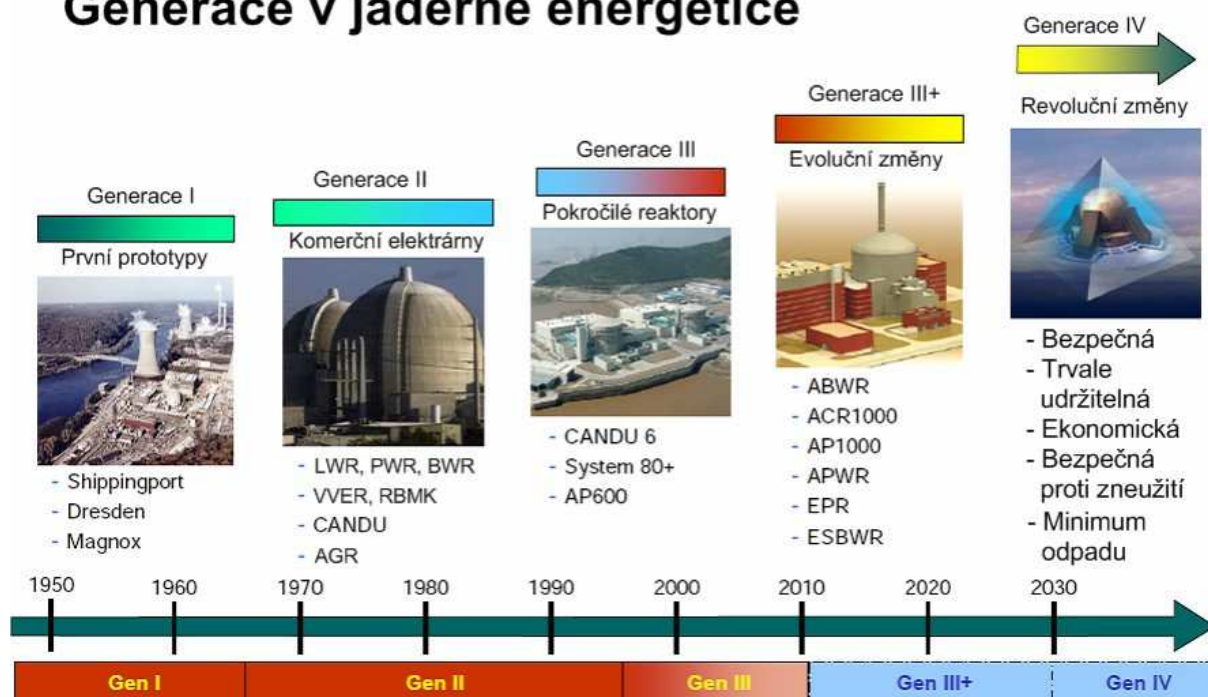 Generace v jaderné energetice
Generace I
První prototypy
- Shippingport
- Dresden
- Magnox
Generace II
Komerční elektrárny
- LWR, PWR, BWR
- VVER, RBMK
- CANDU
- AGR
Generace III
Pokročilé reaktory
- CANDU 6
- System 80+
- AP600
Generace III+
Evoluční změny
- ABWR
- ACR1000
- AP1000
- APWR
- EPR
- ESBWR
Generace IV
Revoluční změny
- Bezpečná
- Trvale
udržitelná
- Ekonomická
- Bezpečná
proti zneužití
- Minimum
odpadu
1950 1960 1970 1980 1990 2000 2010 2020 2030
Gen I Gen II Gen III Gen III+ Gen IV